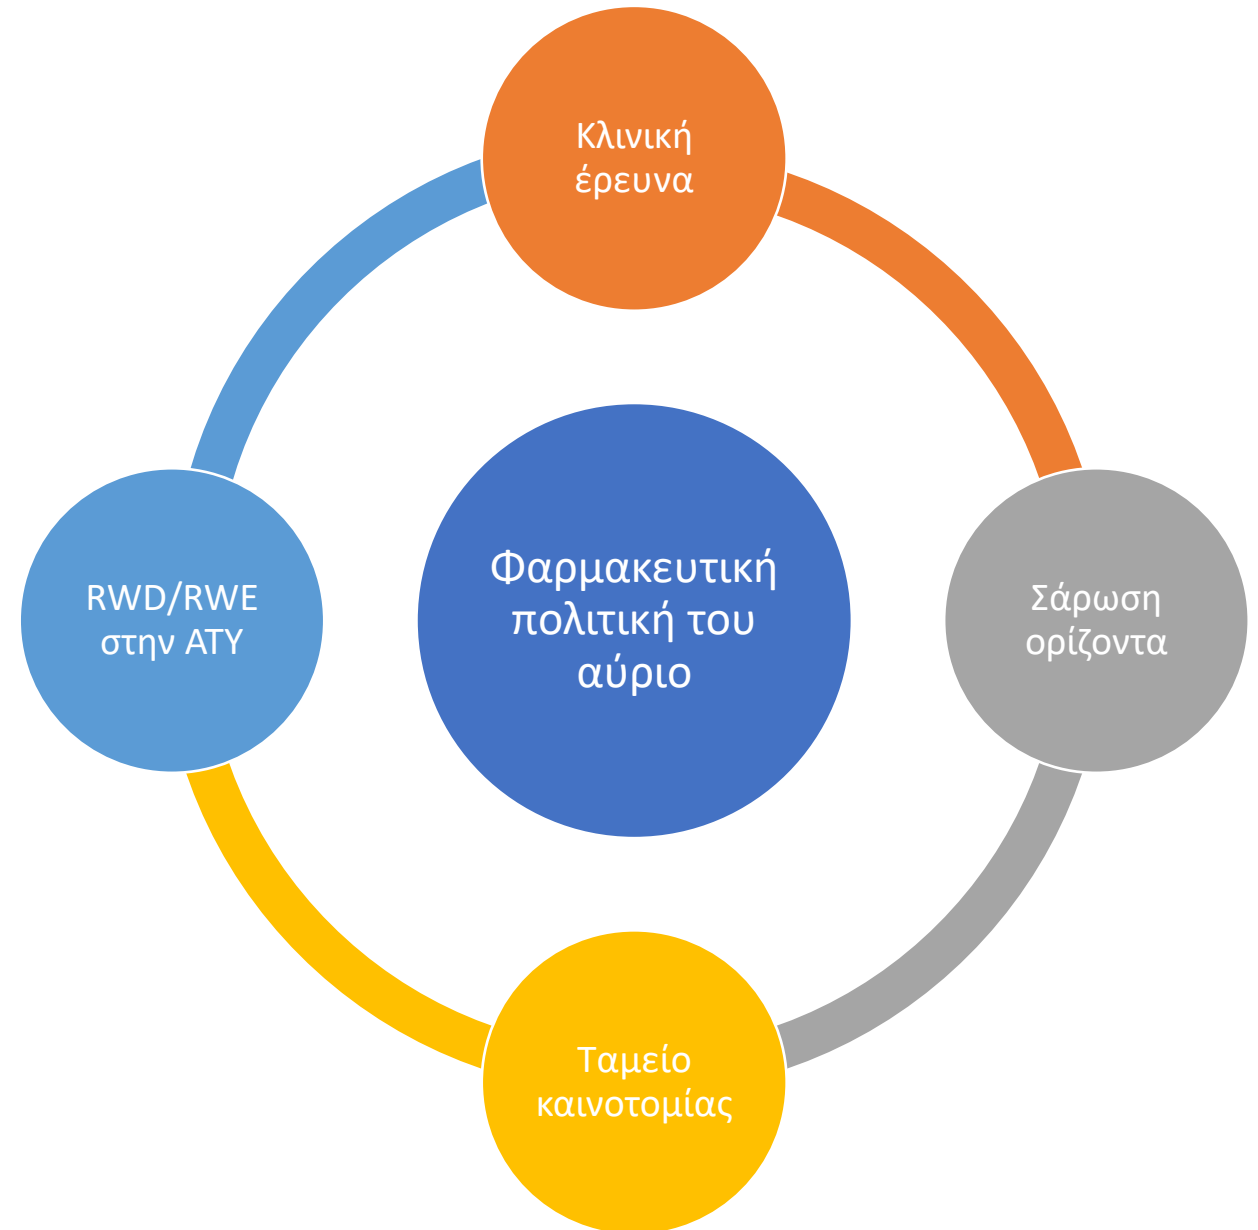 Κλινική
έρευνα
Φαρμακευτική
πολιτική του
αύριο
RWD/RWE
στην ΑΤΥ
Σάρωση
ορίζοντα
Ταμείο
καινοτομίας